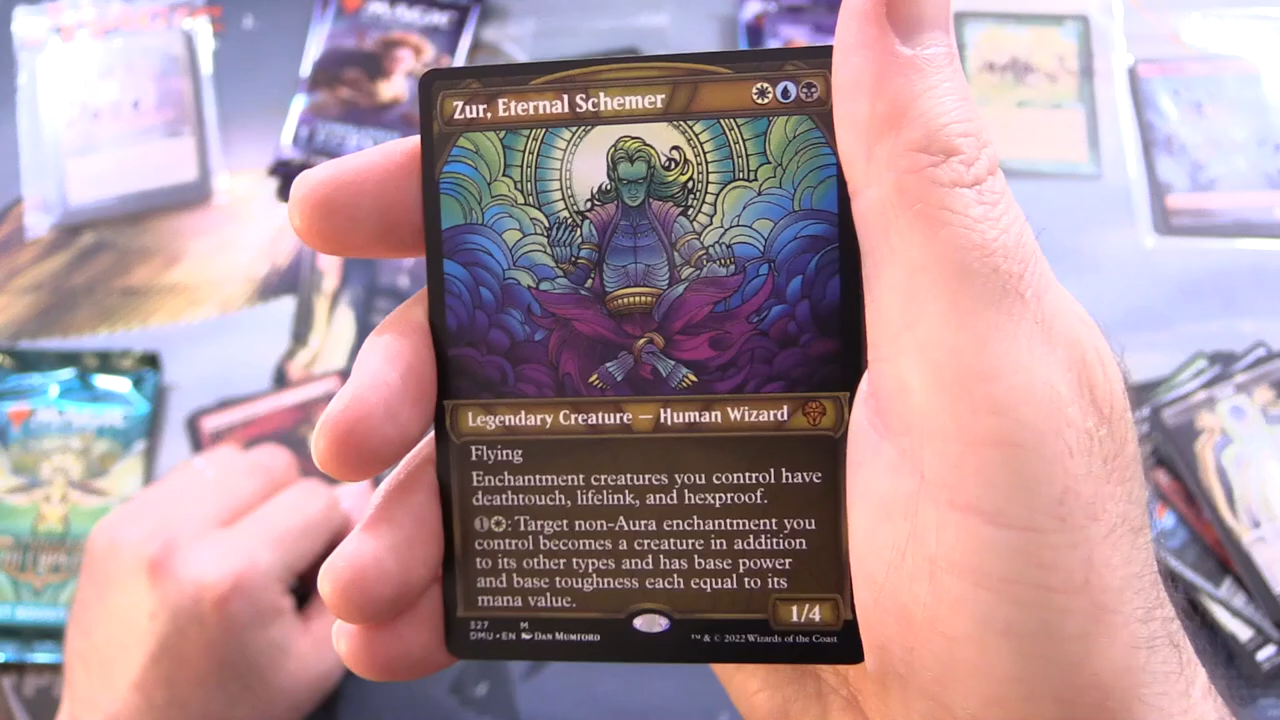 MAGIC
Zur, Eternal Schemer
Legendary Creature — Human Wizard
Flying
Enchantment creatures you control have
deathtouch, lifelink, and hexproof.
1: Target non-Aura enchantment you
control becomes a creature in addition
to its other types and has base power
and base toughness each equal to its
mana value.
1/4
327 M
DMU • EN DAN MUMFORD
™ & © 2022 Wizards of the Coast